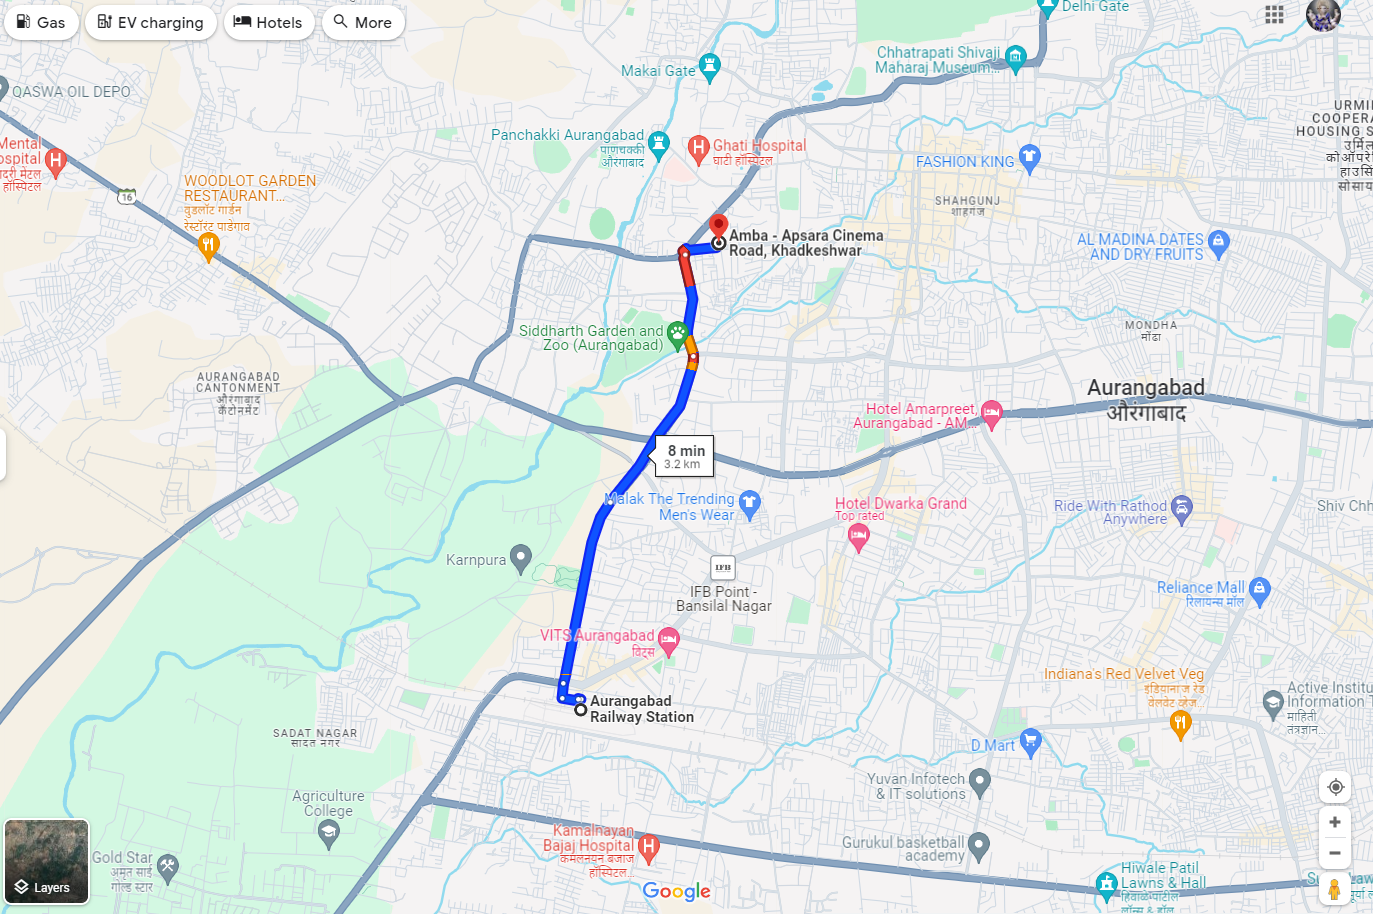 Gas
EV charging
Hotels
More
Delhi Gate
Chhatrapati Shivaji
Maharaj Museum...
Makai Gate
QASWA OIL DEPO
URMI
COOPERA
HOUSING S
को ऑपरे
हाउसि
सोसाय
Mental
ospital
हॉस्पिटल
Panchakki Aurangabad
पाणचक्की
औरंगाबाद
Ghati Hospital
घाटी हॉस्पिटल
FASHION KING
16
WOODLOT GARDEN
RESTAURANT...
वुडलॉट गार्डन
रेस्टॉरंट पाडेगाव
SHAHGUNJ
शाहगंज
Amba - Apsara Cinema
Road, Khadkeshwar
AL MADINA DATES
AND DRY FRUITS
Siddharth Garden and
Zoo (Aurangabad)
MONDHA
मोंढा
AURANGABAD
CANTONMENT
औरंगाबाद
कँटोनमेंट
Aurangabad
औरंगाबाद
Hotel Amarpreet,
Aurangabad - AM...
8 min
3.2 km
Malak The Trending
Men's Wear
Hotel Dwarka Grand
Top rated
Ride With Rathod
Anywhere
Shiv Chh
Karnpura
IFB
IFB Point -
Bansilal Nagar
Reliance Mall
रिलायन्स मॉल
VITS Aurangabad
विट्स
Indiana's Red Velvet Veg
इंडियाना ज रेड
वेलवेट व्हेज
Aurangabad
Railway Station
Active Institu
Information T
माहिती
तंत्रज्ञान...
SADAT NAGAR
सादत नगर
D Mart
Yuvan Infotech
& IT solutions
Agriculture
College
Kamalnayan
Bajaj Hospital
कमलनयन बजाज
हॉस्पिटल...
Gurukul basketball
academy
Gold Star
अमृत साई
गोल्ड स्टार
Layers
Google
Hiwale Patil
Lawns & Hall
हिवाळे पाटील
लॉन्स & हॉल